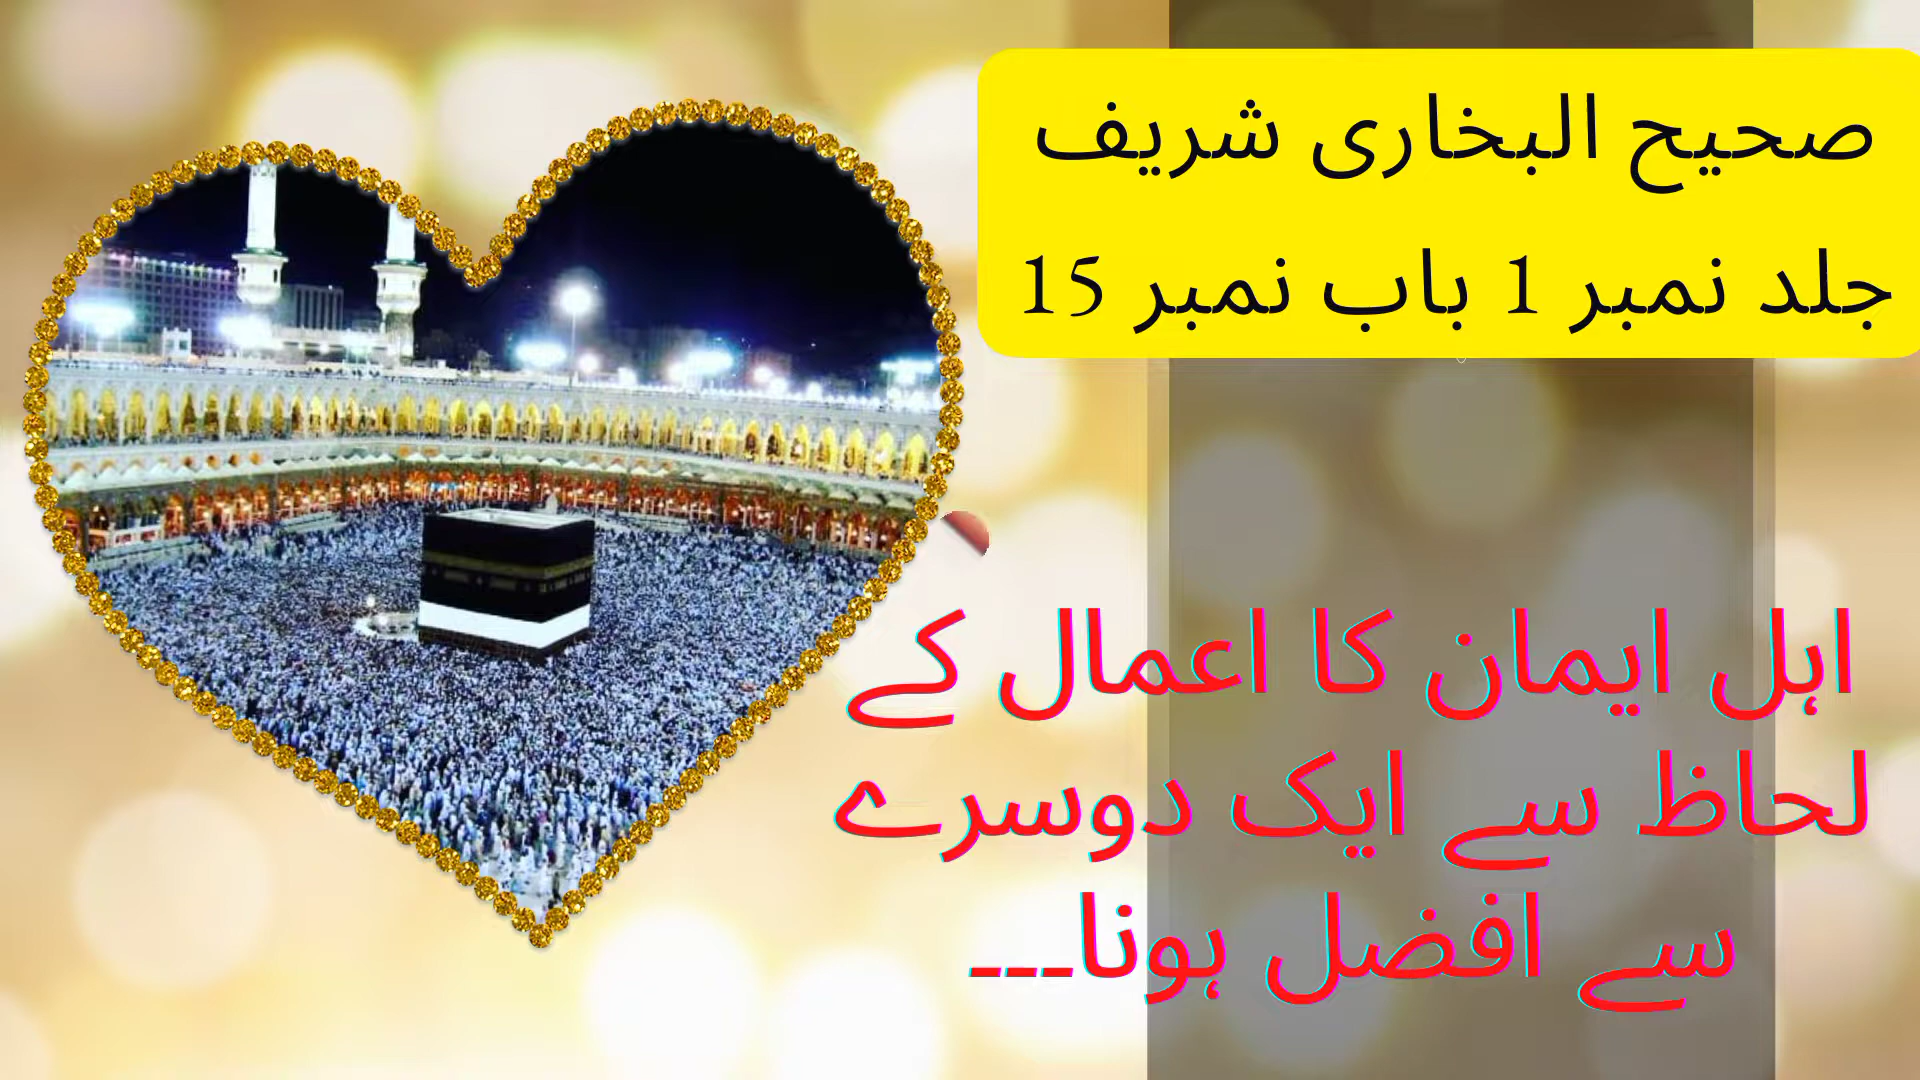 صحیح البخاری شریف
جلد نمبر 1 باب نمبر 15
اہل ایمان کا اعمال کے
لحاظ سے ایک دوسرے
سے افضل ہونا۔۔۔